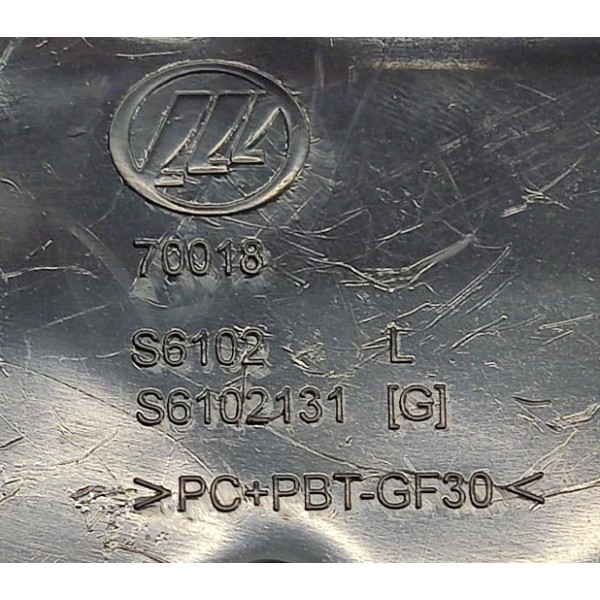 70018
S6102 L
S6102131 [G]
>PC+PBT-GF30<